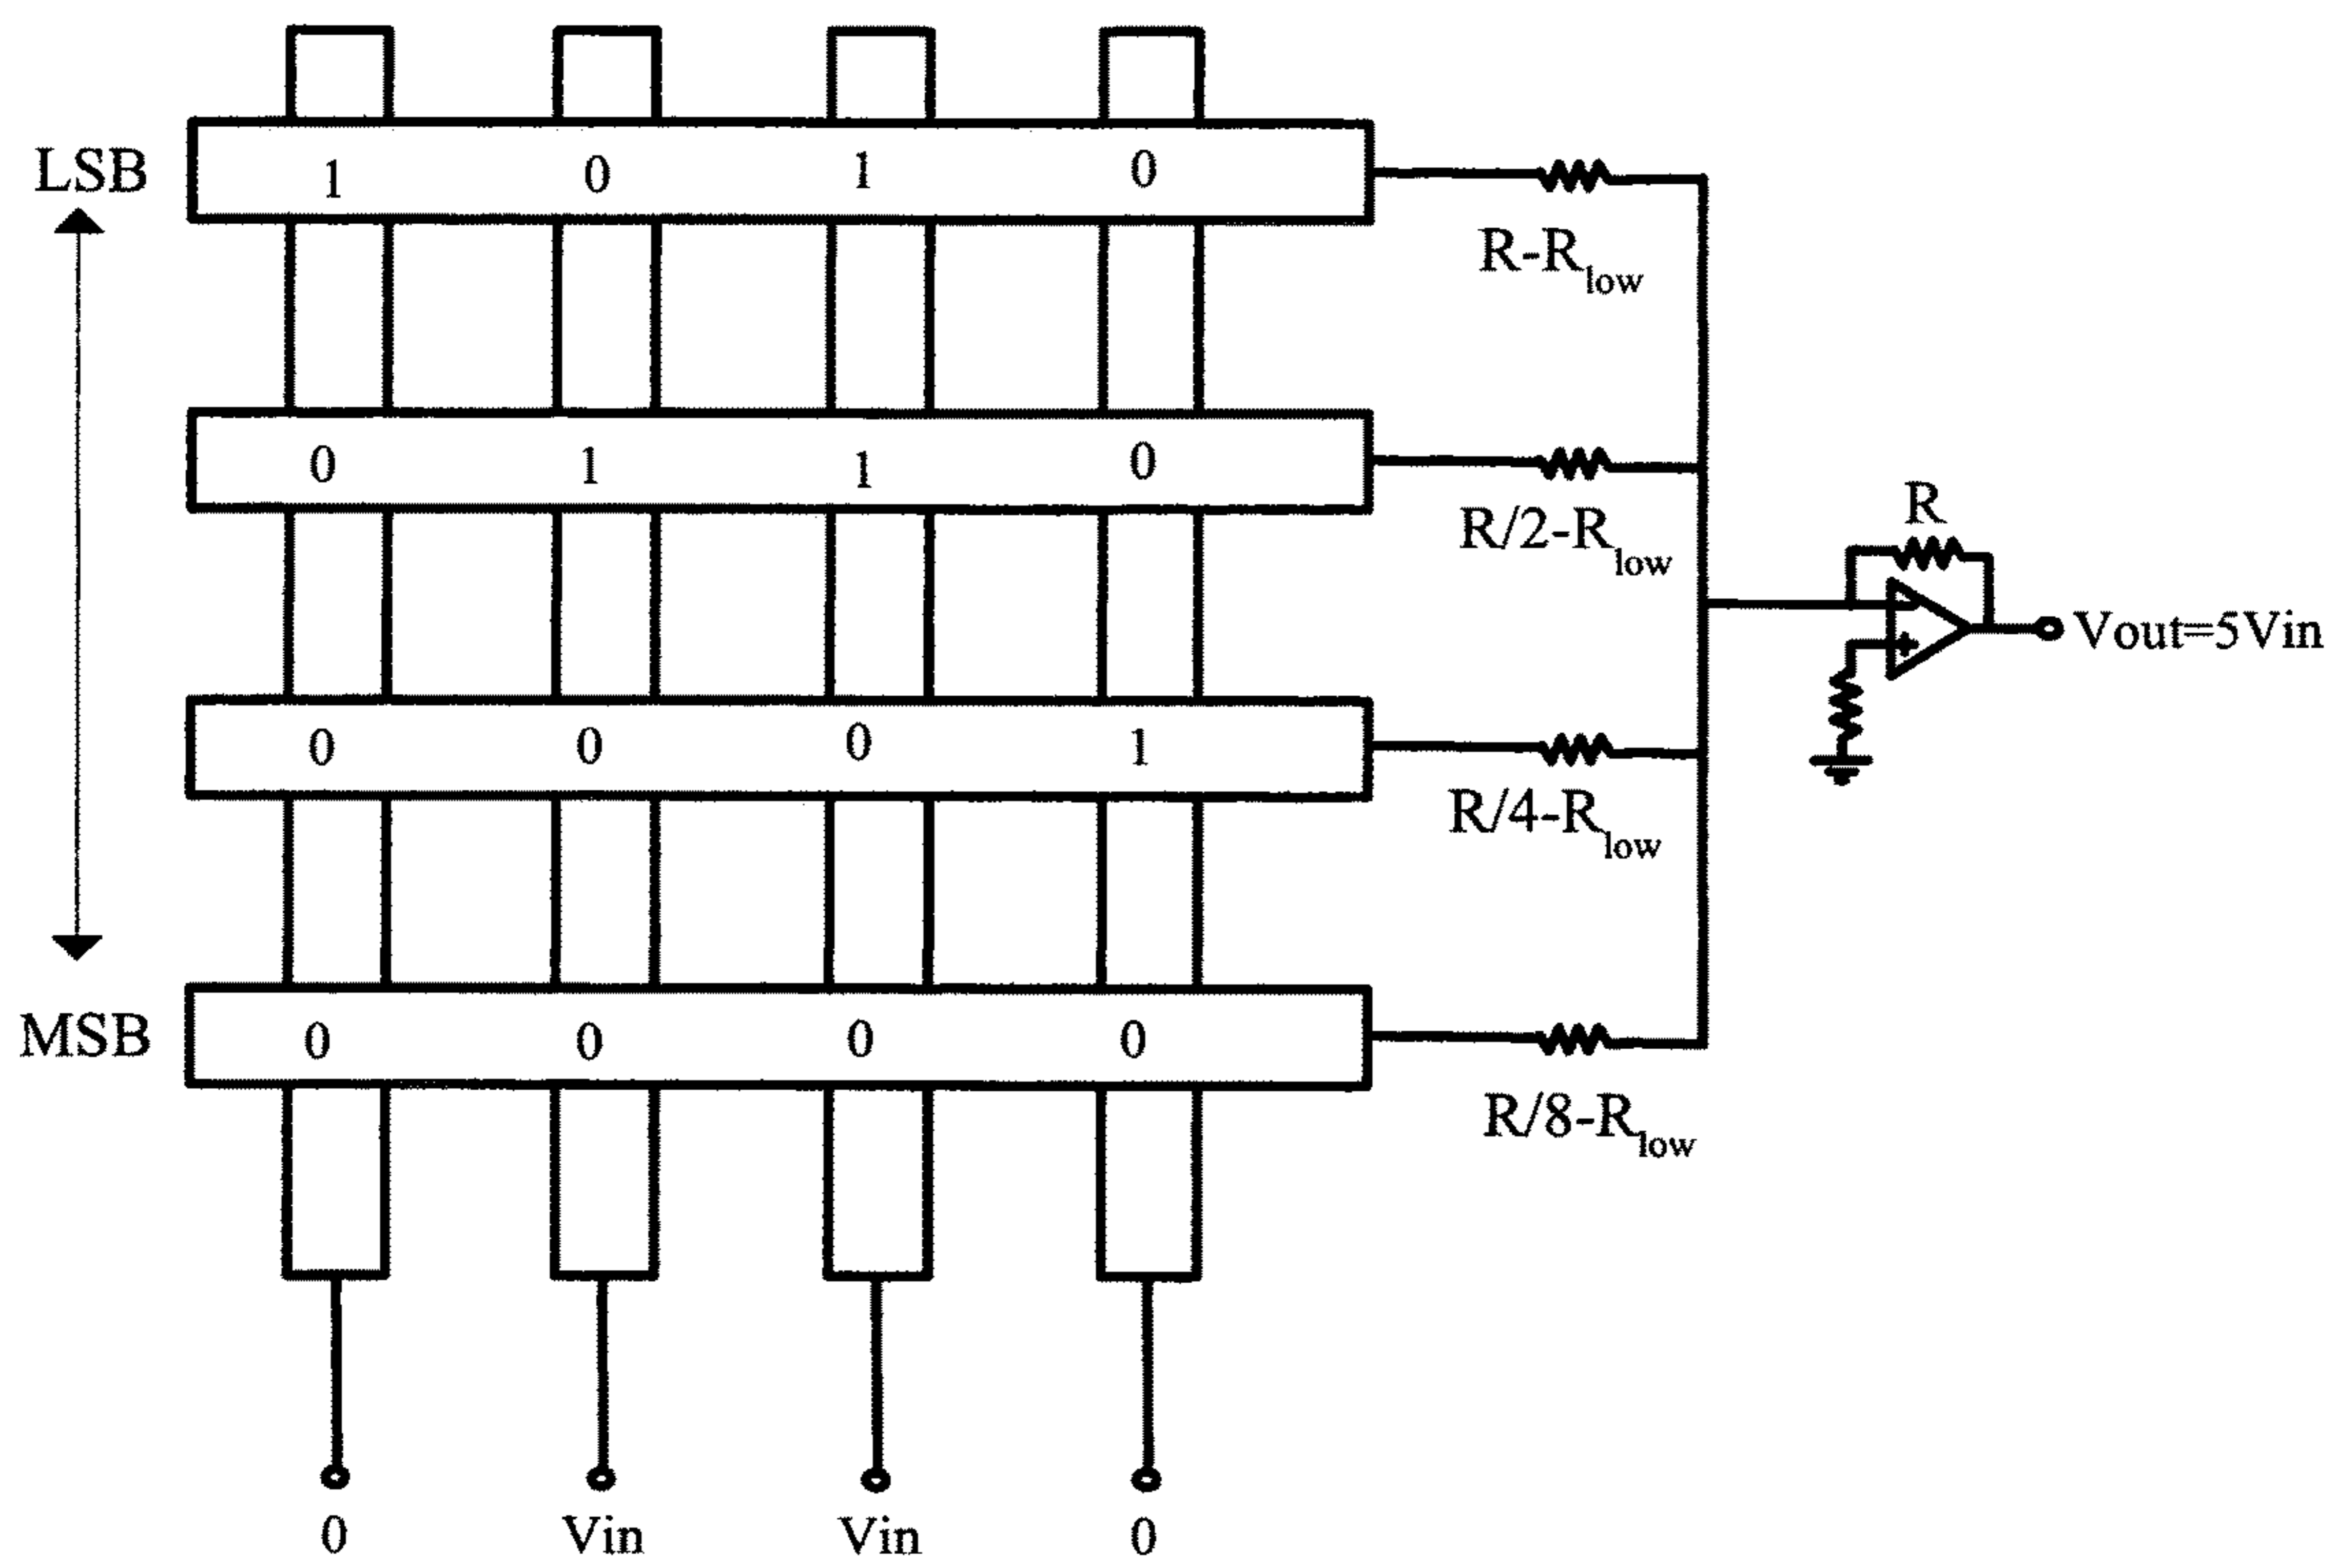 LSB 1 0 1 0
R-Rlow
0 1 1 0
R/2-Rlow
R
Vout=5Vin
- +
0 0 0 1
R/4-Rlow
MSB 0 0 0 0
R/8-Rlow
0 Vin Vin 0